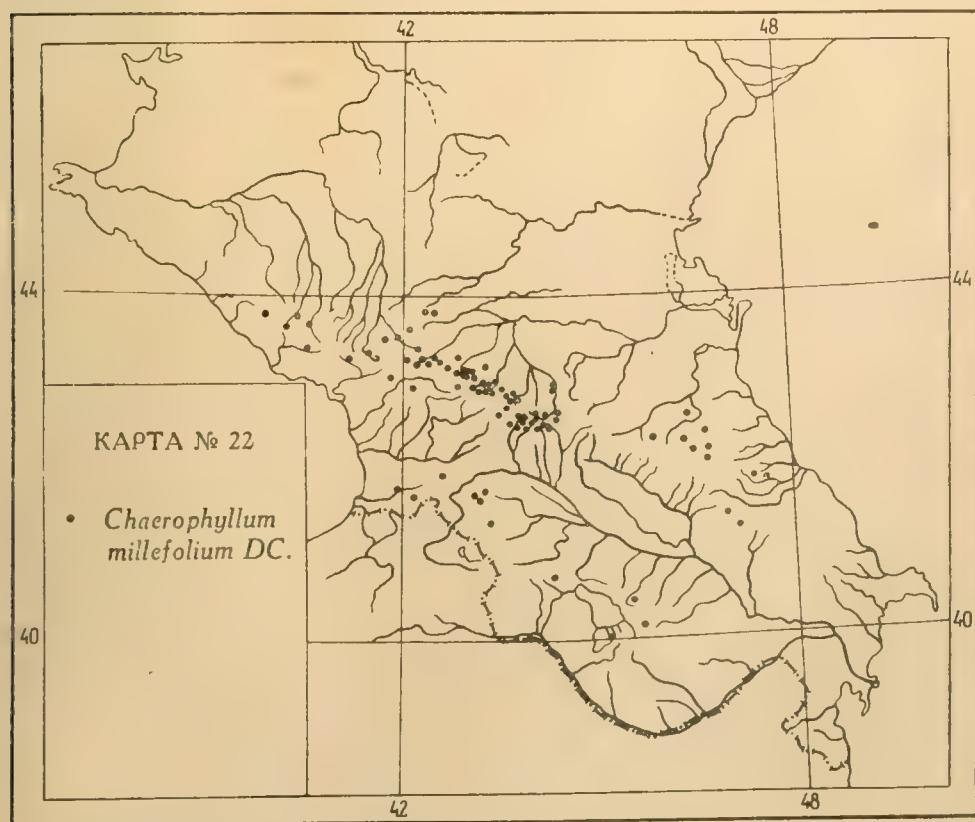 42 48
44 44
КАРТА № 22
• Chaerophyllum
millefolium DC.
40 40
42 48